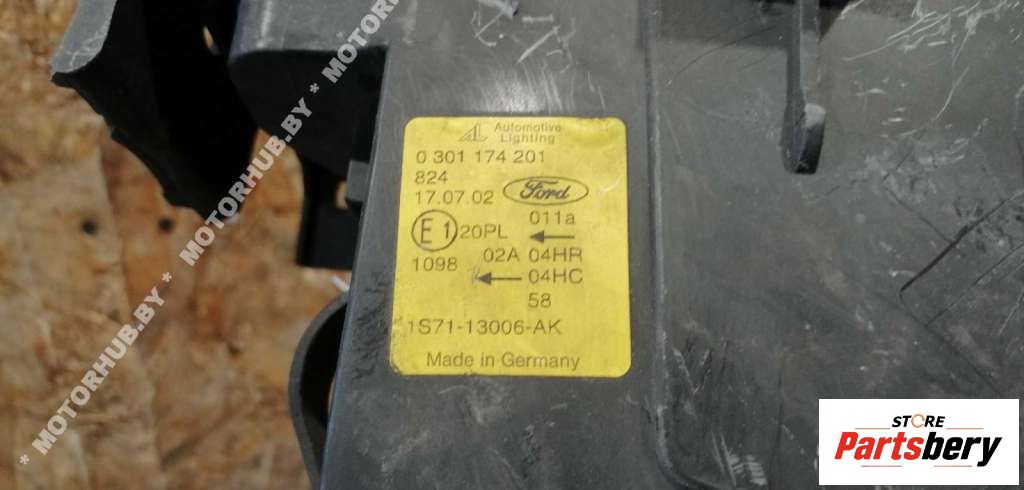 Automotive
Lighting
0 301 174 201
824
17.07.02 Ford
011a
E1 20PL
02A 04HR
1098 04HC
58
1S71-13006-AK
Made in Germany
* MOTORHUB.BY * MOTORHUB.BY * MOTORHUB.BY
STORE
Partsbery